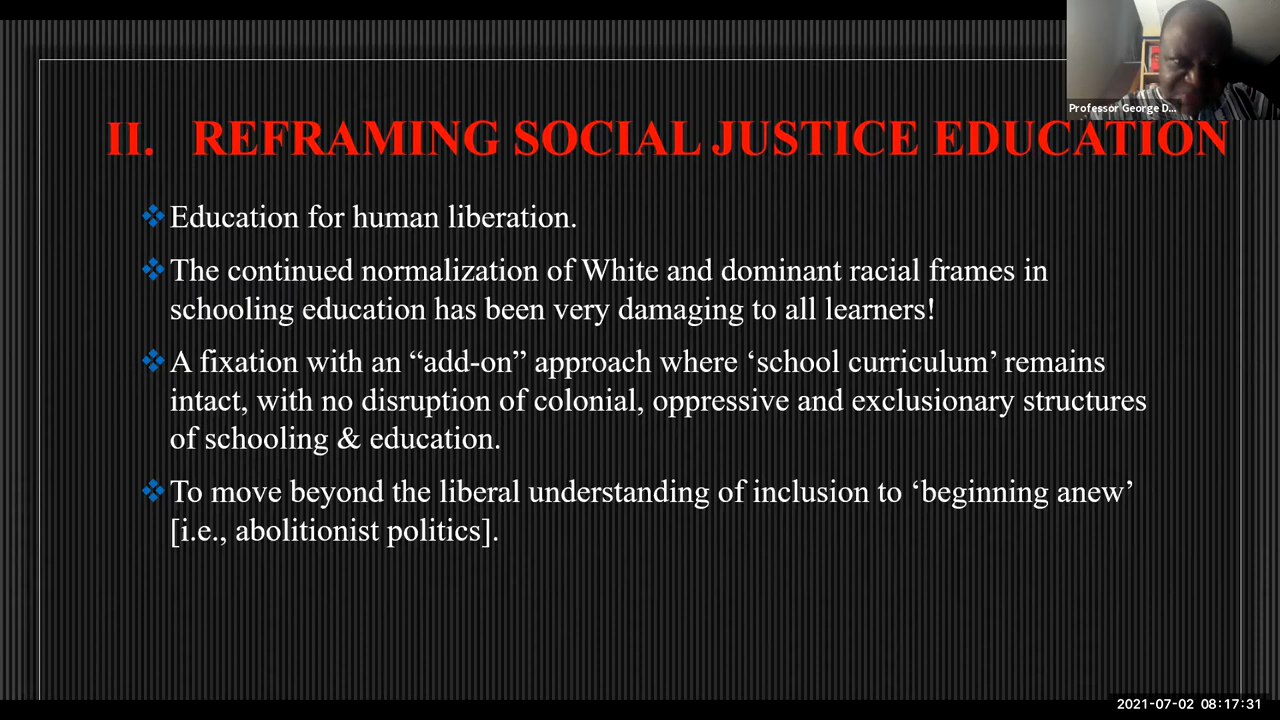 Professor George D...
II. REFRAMING SOCIAL JUSTICE EDUCATION
❖ Education for human liberation.
❖ The continued normalization of White and dominant racial frames in
schooling education has been very damaging to all learners!
❖ A fixation with an “add-on” approach where ‘school curriculum’ remains
intact, with no disruption of colonial, oppressive and exclusionary structures
of schooling & education.
❖ To move beyond the liberal understanding of inclusion to ‘beginning anew’
[i.e., abolitionist politics].
2021-07-02 08:17:31